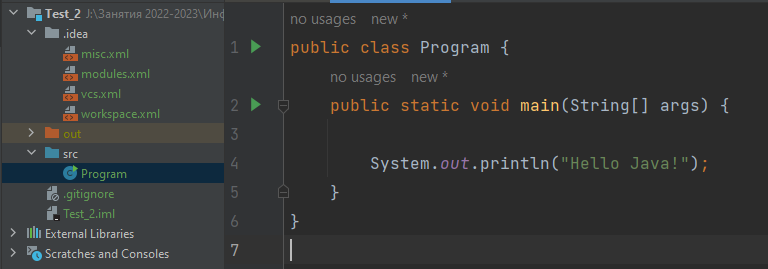 Test_2 J:\Занятия 2022-2023\Инф
.idea
misc.xml
modules.xml
vcs.xml
workspace.xml
out
src
Program
.gitignore
Test_2.iml
External Libraries
Scratches and Consoles
no usages new *
1 public class Program {
no usages new *
2 public static void main(String[] args) {
3
4 System.out.println("Hello Java!");
5 }
6 }
7